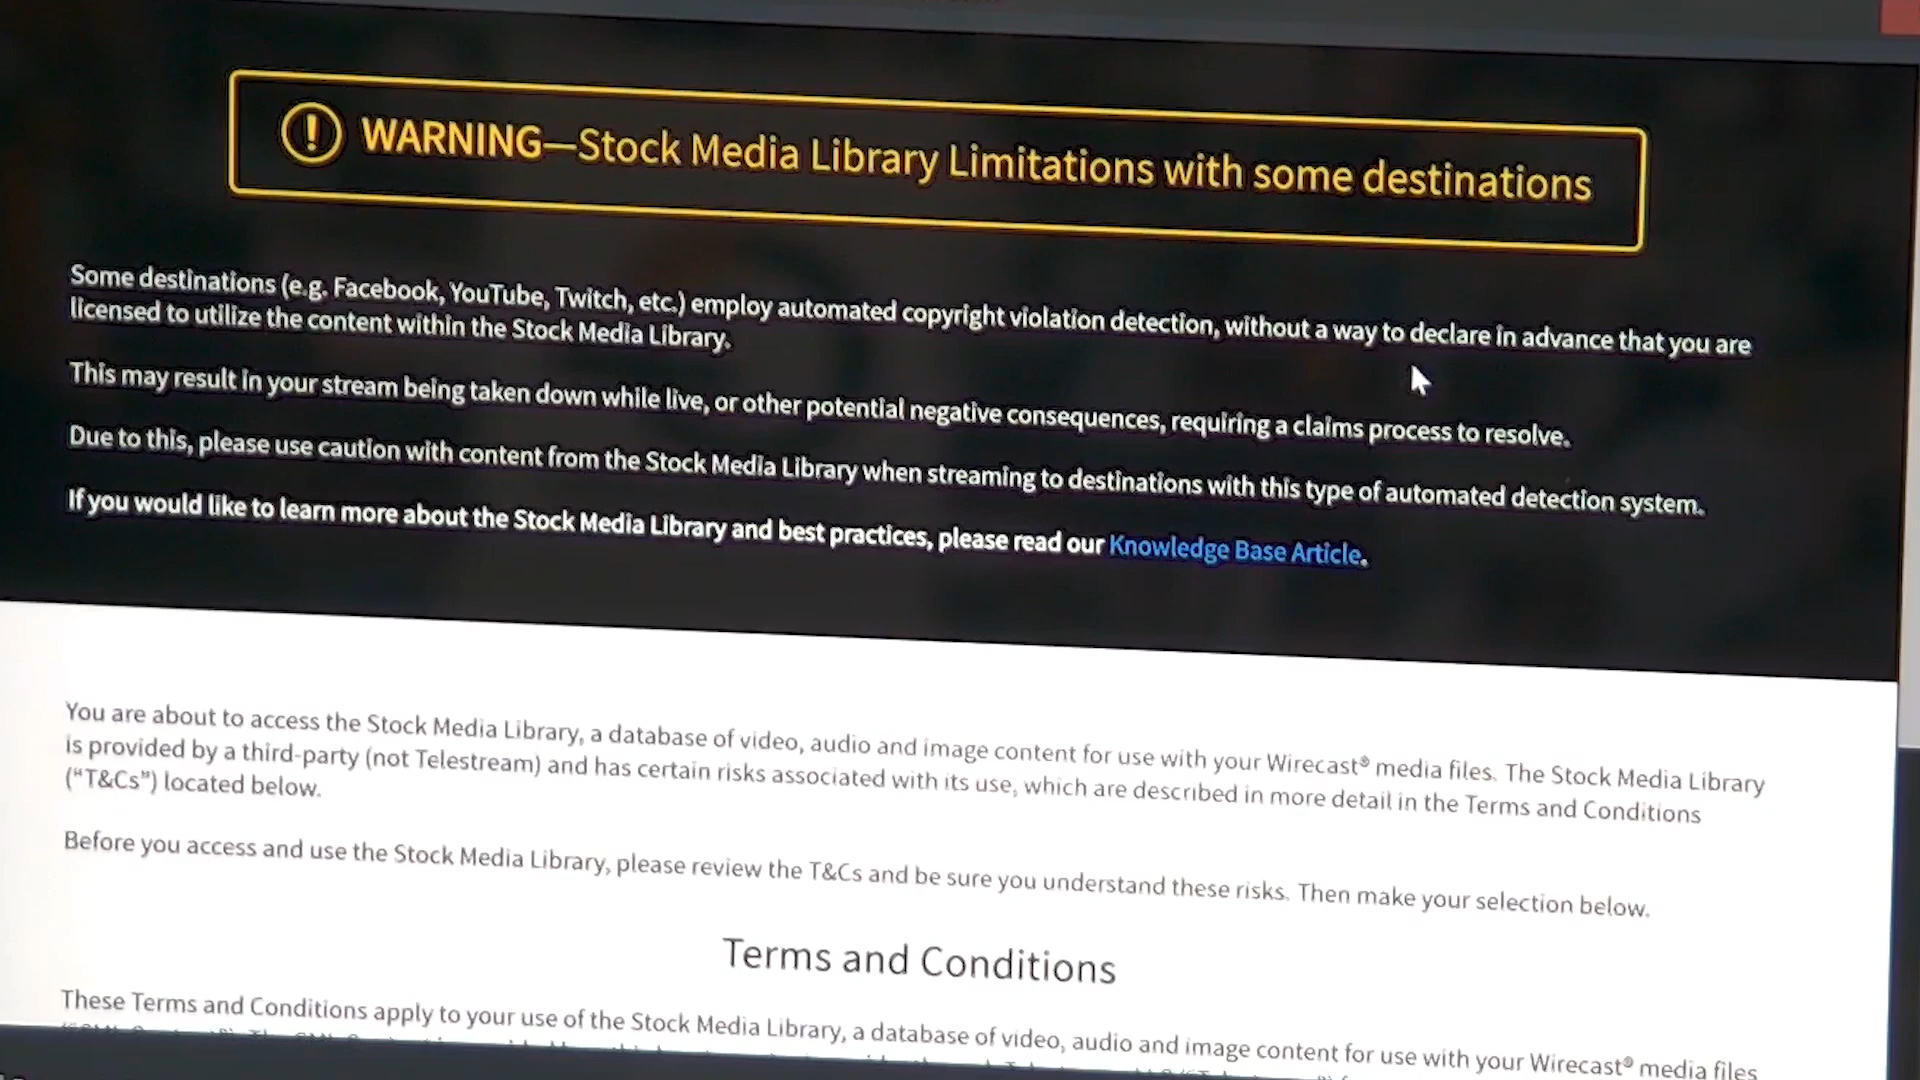 WARNING—Stock Media Library Limitations with some destinations
Some destinations (e.g. Facebook, YouTube, Twitch, etc.) employ automated copyright violation detection, without a way to declare in advance that you are
licensed to utilize the content within the Stock Media Library.
This may result in your stream being taken down while live, or other potential negative consequences, requiring a claims process to resolve.
Due to this, please use caution with content from the Stock Media Library when streaming to destinations with this type of automated detection system.
If you would like to learn more about the Stock Media Library and best practices, please read our Knowledge Base Article.
You are about to access the Stock Media Library, a database of video, audio and image content for use with your Wirecast® media files. The Stock Media Library
is provided by a third-party (not Telestream) and has certain risks associated with its use, which are described in more detail in the Terms and Conditions
("T&Cs") located below.
Before you access and use the Stock Media Library, please review the T&Cs and be sure you understand these risks. Then make your selection below.
Terms and Conditions
These Terms and Conditions apply to your use of the Stock Media Library, a database of video, audio and image content for use with your Wirecast® media files